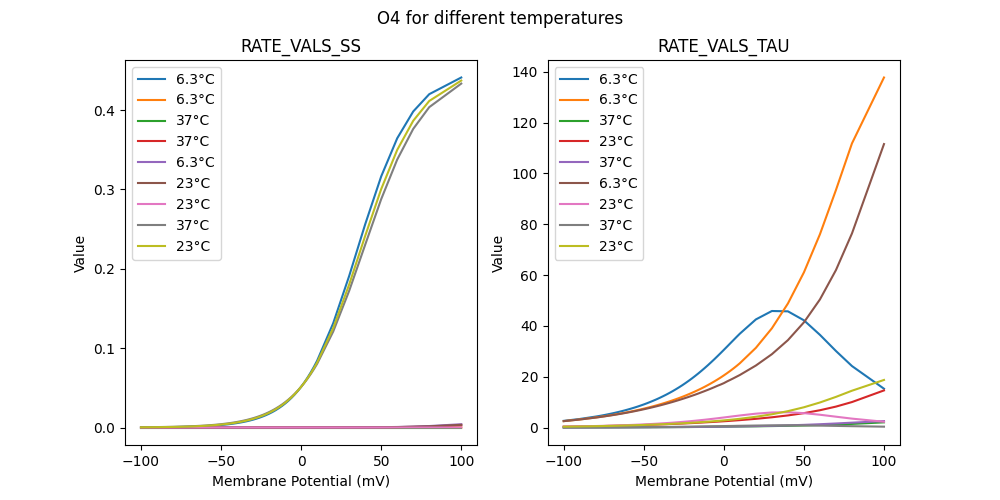 O4 for different temperatures
RATE_VALS_SS
Value
0.4
0.3
0.2
0.1
0.0
6.3°C
6.3°C
37°C
37°C
6.3°C
23°C
23°C
37°C
23°C
−100
−50
0
50
100
Membrane Potential (mV)
RATE_VALS_TAU
Value
140
120
100
80
60
40
20
0
6.3°C
6.3°C
37°C
23°C
37°C
6.3°C
23°C
37°C
23°C
−100
−50
0
50
100
Membrane Potential (mV)